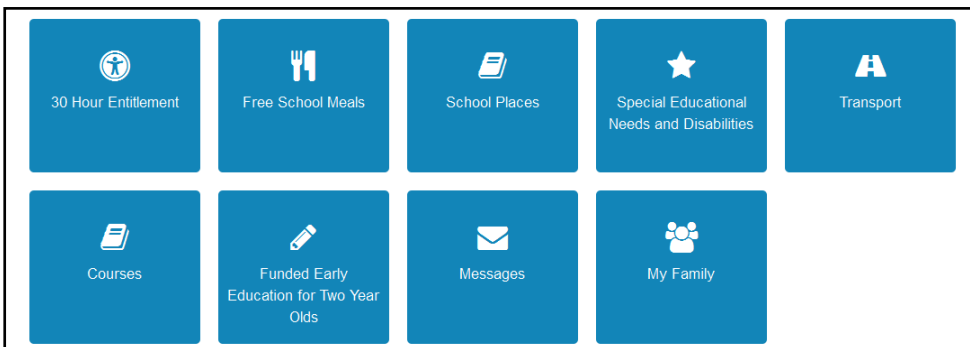 30 Hour Entitlement
Free School Meals
School Places
Special Educational
Needs and Disabilities
Transport
Courses
Funded Early
Education for Two Year
Olds
Messages
My Family